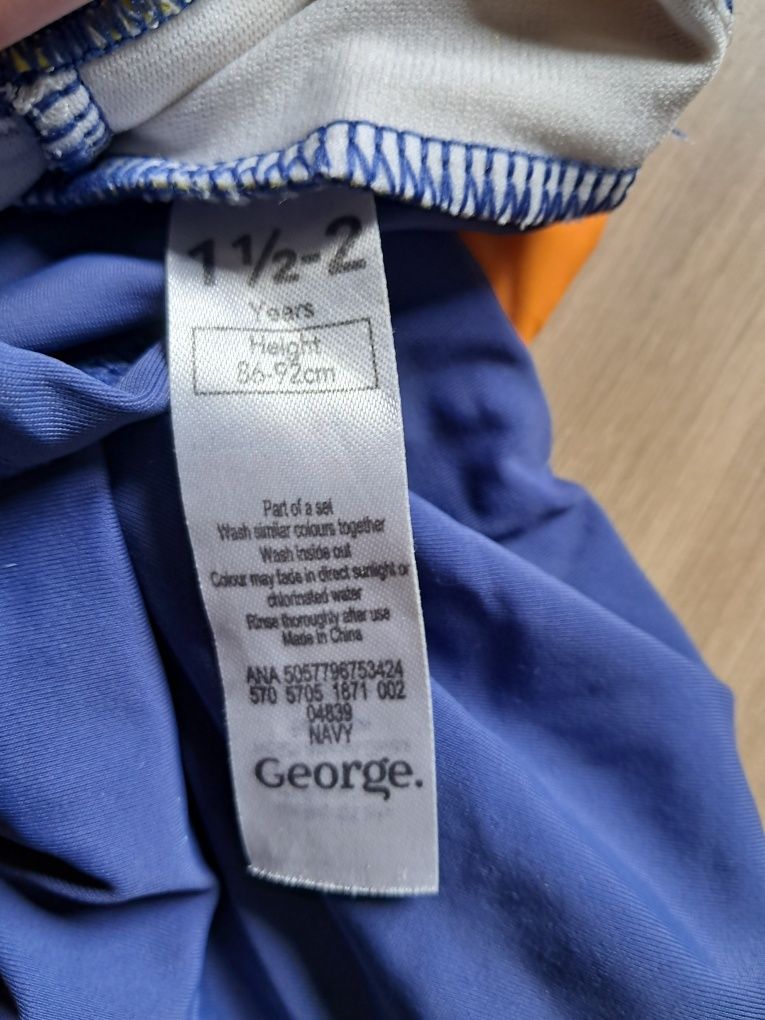 1 1/2-2
Years
Height
86-92cm
Part of a set
Wash similar colours together
Wash inside out
Colour may fade in direct sunlight or
chlorinated water
Rinse thoroughly after use
Made in China
ANA 5057796753424
570 5705 1871 002
04839
NAVY
George.